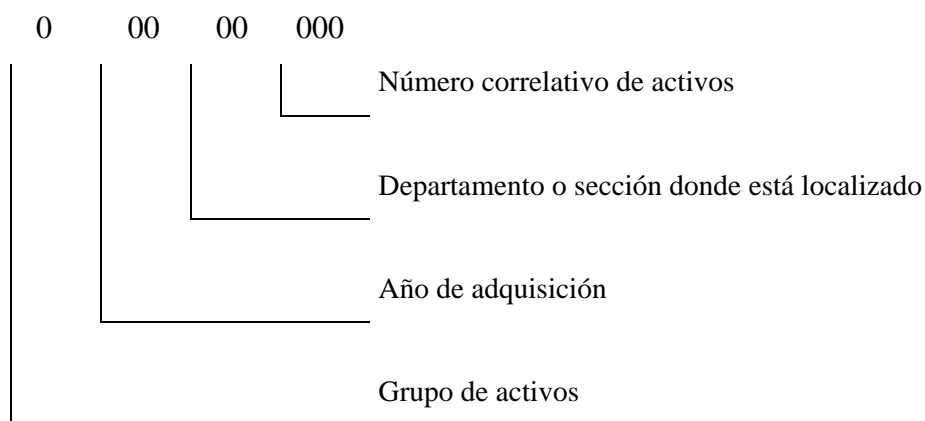 0 00 00 000
Número correlativo de activos
Departamento o sección donde está localizado
Año de adquisición
Grupo de activos